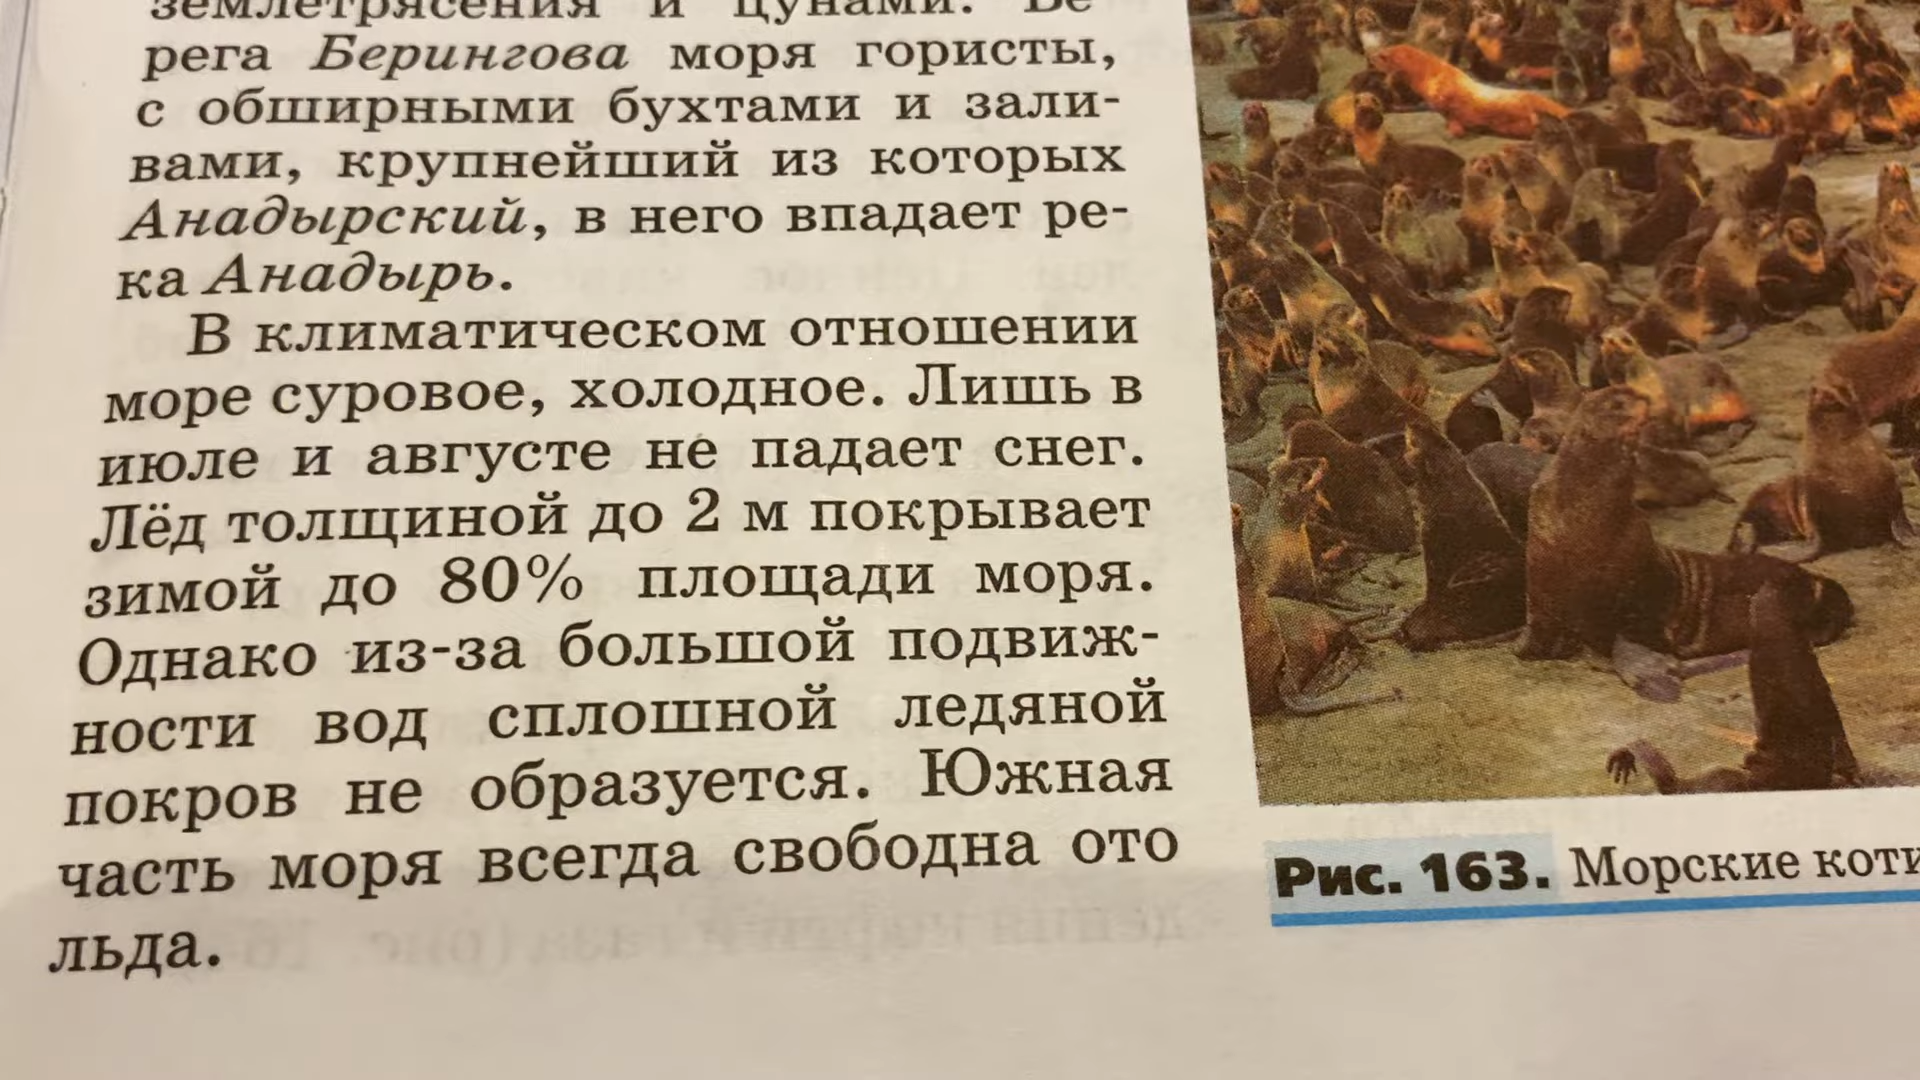 землетрясения и цунами. Бе-
рега Берингова моря гористы,
с обширными бухтами и зали-
вами, крупнейший из которых
Анадырский, в него впадает ре-
ка Анадырь.
В климатическом отношении
море суровое, холодное. Лишь в
июле и августе не падает снег.
Лёд толщиной до 2 м покрывает
зимой до 80% площади моря.
Однако из-за большой подвиж-
ности вод сплошной ледяной
покров не образуется. Южная
часть моря всегда свободна ото
льда.
Рис. 163. Морские коти